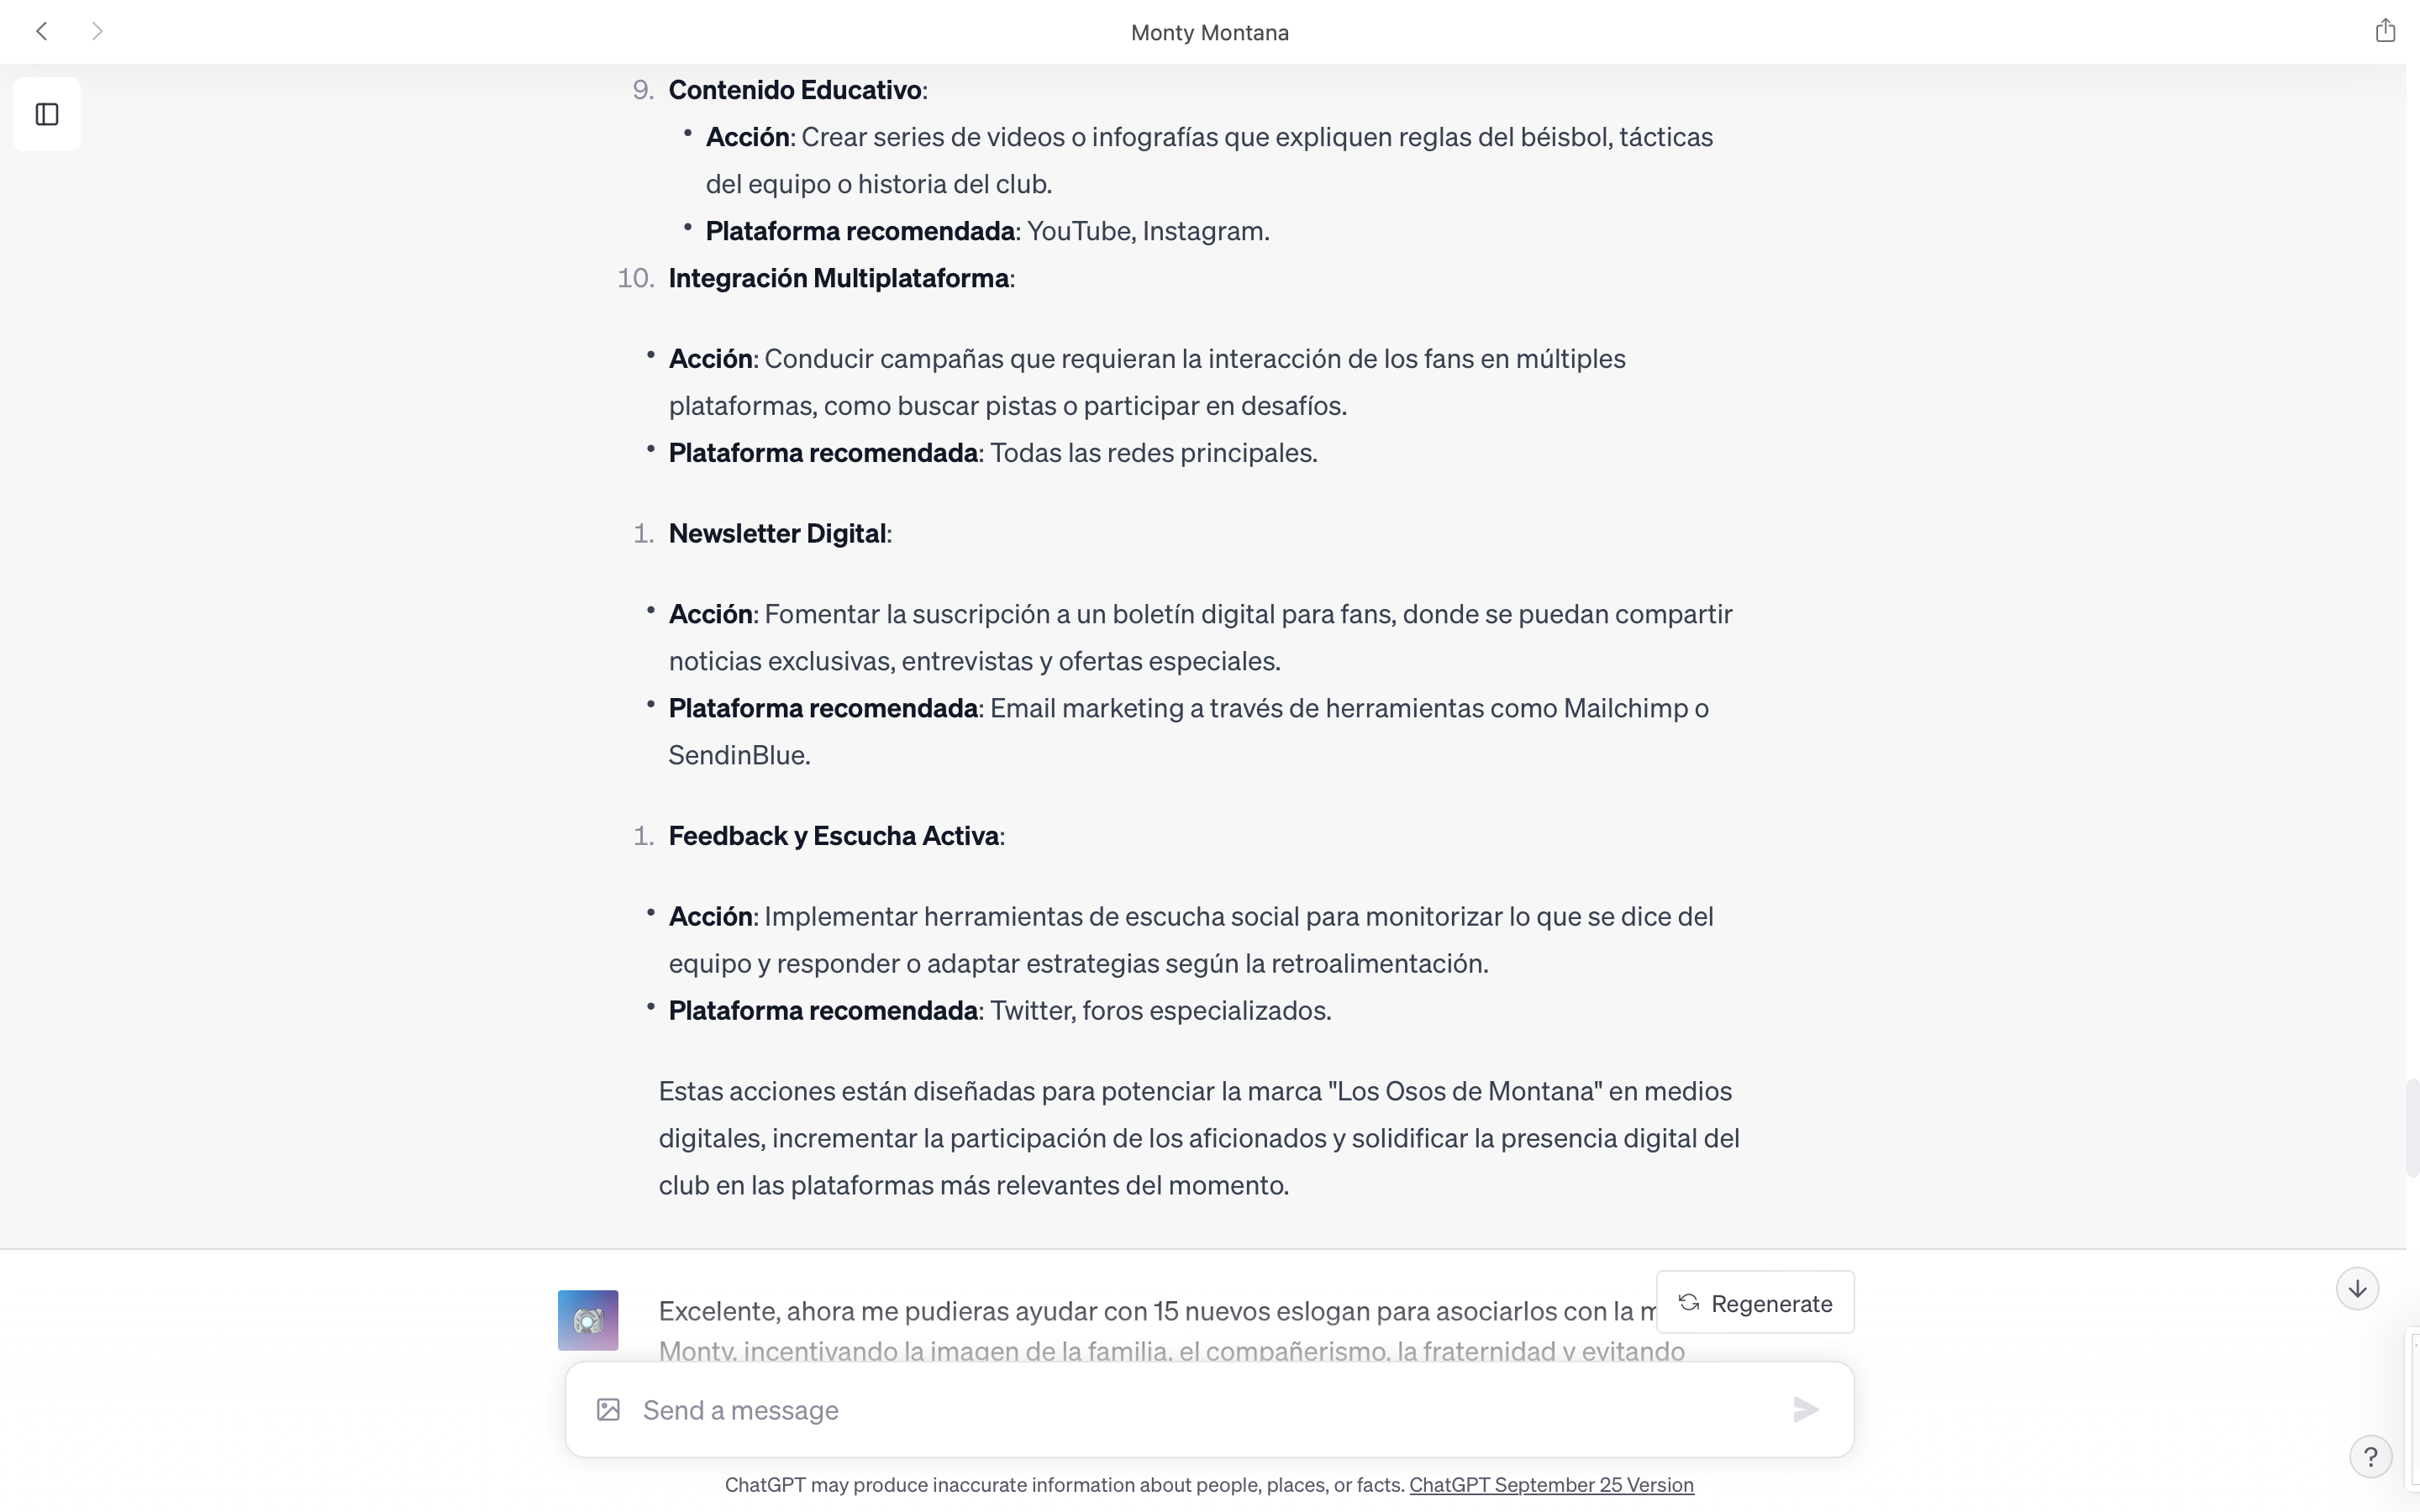 Monty Montana
9. Contenido Educativo:
• Acción: Crear series de videos o infografías que expliquen reglas del béisbol, tácticas
del equipo o historia del club.
• Plataforma recomendada: YouTube, Instagram.
10. Integración Multiplataforma:
• Acción: Conducir campañas que requieran la interacción de los fans en múltiples
plataformas, como buscar pistas o participar en desafíos.
• Plataforma recomendada: Todas las redes principales.
1. Newsletter Digital:
• Acción: Fomentar la suscripción a un boletín digital para fans, donde se puedan compartir
noticias exclusivas, entrevistas y ofertas especiales.
• Plataforma recomendada: Email marketing a través de herramientas como Mailchimp o
SendinBlue.
1. Feedback y Escucha Activa:
• Acción: Implementar herramientas de escucha social para monitorizar lo que se dice del
equipo y responder o adaptar estrategias según la retroalimentación.
• Plataforma recomendada: Twitter, foros especializados.
Estas acciones están diseñadas para potenciar la marca "Los Osos de Montana" en medios
digitales, incrementar la participación de los aficionados y solidificar la presencia digital del
club en las plataformas más relevantes del momento.
Excelente, ahora me pudieras ayudar con 15 nuevos eslogan para asociarlos con la
Regenerate
Monty, incentivando la imagen de la familia, el compañerismo, la fraternidad y evitando
Send a message
?
ChatGPT may produce inaccurate information about people, places, or facts. ChatGPT September 25 Version